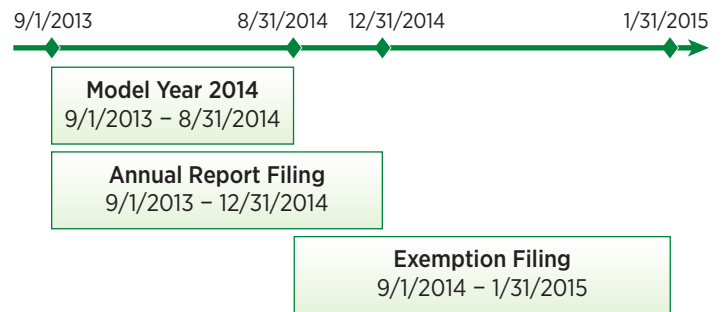 9/1/2013 8/31/2014 12/31/2014 1/31/2015
Model Year 2014
9/1/2013 – 8/31/2014
Annual Report Filing
9/1/2013 – 12/31/2014
Exemption Filing
9/1/2014 – 1/31/2015